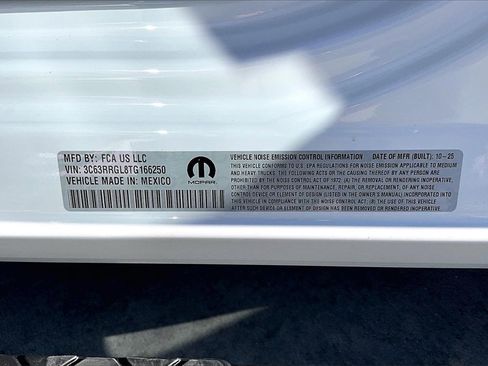 MFD BY: FCA US LLC
VIN: 3C63RRGL8TG166250
VEHICLE MADE IN: MEXICO
MOPAR
VEHICLE NOISE EMISSION CONTROL INFORMATION DATE OF MFR (BUILT): 10-25
THIS VEHICLE CONFORMS TO U.S. EPA REGULATIONS FOR NOISE EMISSION APPLICABLE TO MEDIUM
AND HEAVY TRUCKS. THE FOLLOWING ACTS OR THE CAUSING THEREOF BY ANY PERSON
ARE PROHIBITED BY THE NOISE CONTROL ACT OF 1972: (A) THE REMOVAL OR RENDERING INOPERATIVE,
OTHER THAN FOR PURPOSES OF MAINTENANCE, REPAIR, OR REPLACEMENT, OF ANY NOISE CONTROL
DEVICE OR ELEMENT OF DESIGN (LISTED IN THE OWNER'S MANUAL) INCORPORATED INTO
THIS VEHICLE IN COMPLIANCE WITH THE NOISE CONTROL ACT; (B) THE USE OF THIS VEHICLE
AFTER SUCH DEVICE OR ELEMENT OF DESIGN HAS BEEN REMOVED OR RENDERED INOPERATIVE.